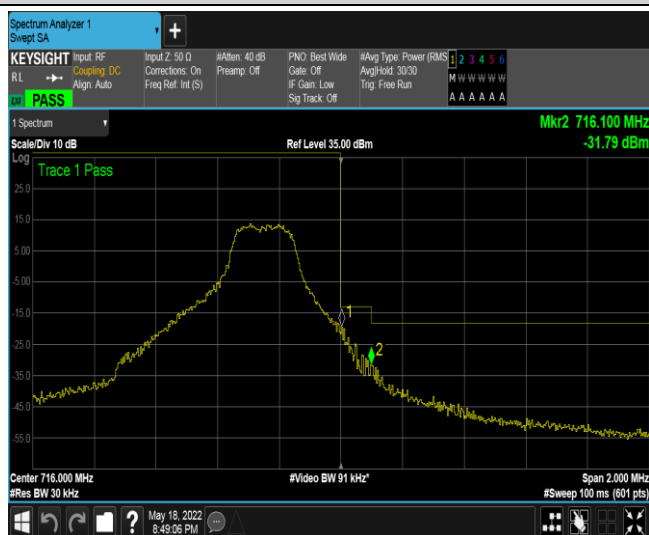 Spectrum Analyzer 1
Swept SA
KEYSIGHT
RL
PASS
Input: RF
Coupling: DC
Align: Auto
Input Z: 50 Ω
Corrections: On
Freq Ref: Int (S)
#Atten: 40 dB
Preamp: Off
PNO: Best Wide
Gate: Off
IF Gain: Low
Sig Track: Off
#Avg Type: Power (RMS
Avg|Hold: 30/30
Trig: Free Run
1 2 3 4 5 6
M W W W W W
A A A A A A
1 Spectrum
Mkr2 716.100 MHz
Scale/Div 10 dB
Ref Level 35.00 dBm
-31.79 dBm
Log
Trace 1 Pass
25.0
15.0
5.00
-5.00
-15.0
-25.0
-35.0
-45.0
-55.0
1
2
Center 716.000 MHz
#Video BW 91 kHz*
Span 2.000 MHz
#Res BW 30 kHz
#Sweep 100 ms (601 pts)
?
May 18, 2022
8:49:06 PM